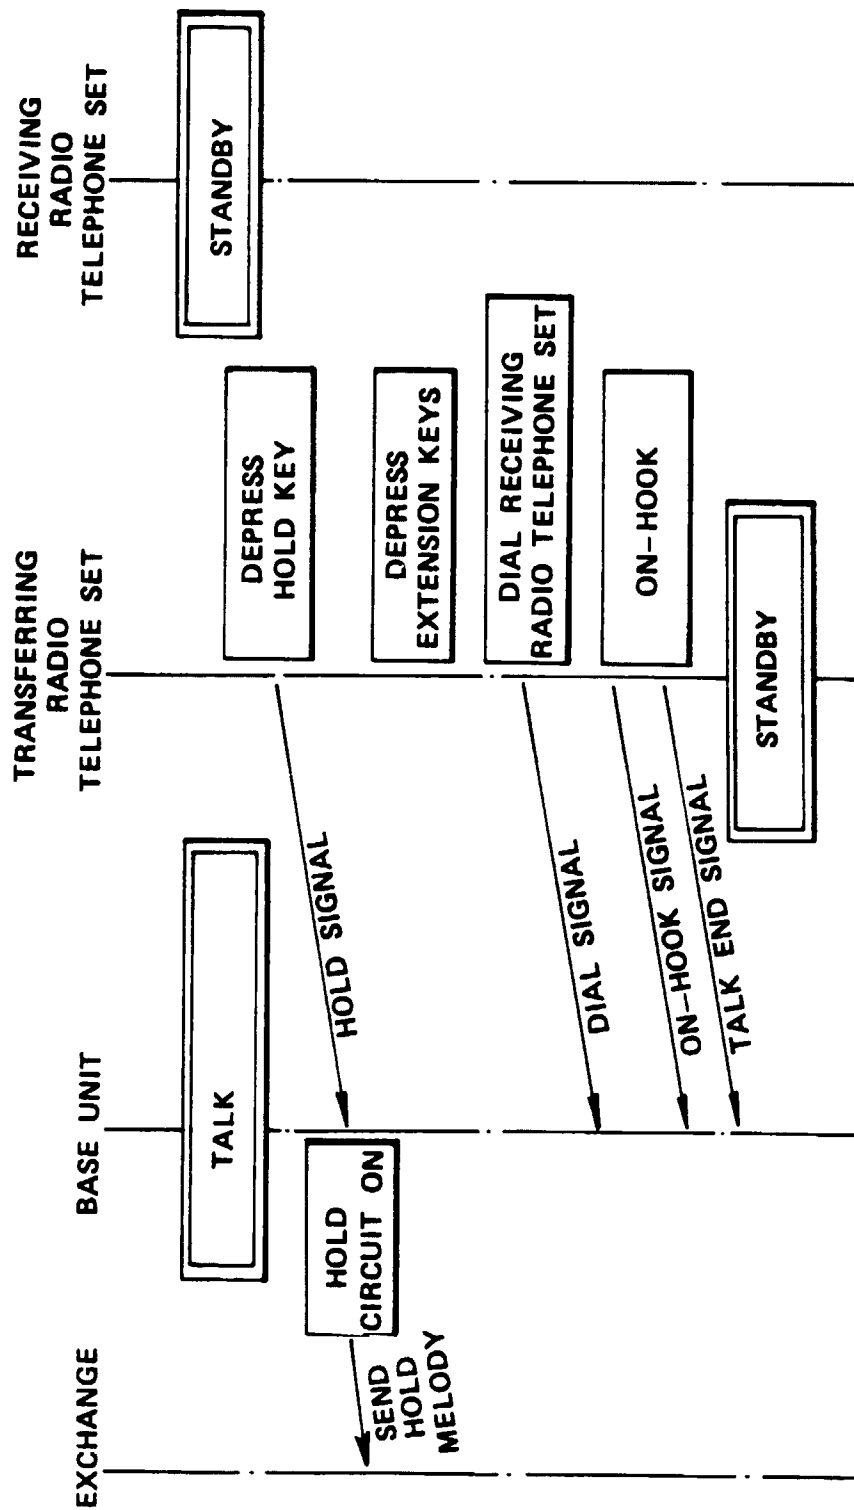 EXCHANGE
BASE UNIT
TRANSFERRING
RADIO
TELEPHONE SET
RECEIVING
RADIO
TELEPHONE SET
TALK
STANDBY
DEPRESS
HOLD KEY
HOLD SIGNAL
HOLD
CIRCUIT ON
SEND
HOLD
MELODY
DEPRESS
EXTENSION KEYS
DIAL RECEIVING
RADIO TELEPHONE SET
DIAL SIGNAL
ON-HOOK
ON-HOOK SIGNAL
TALK END SIGNAL
STANDBY